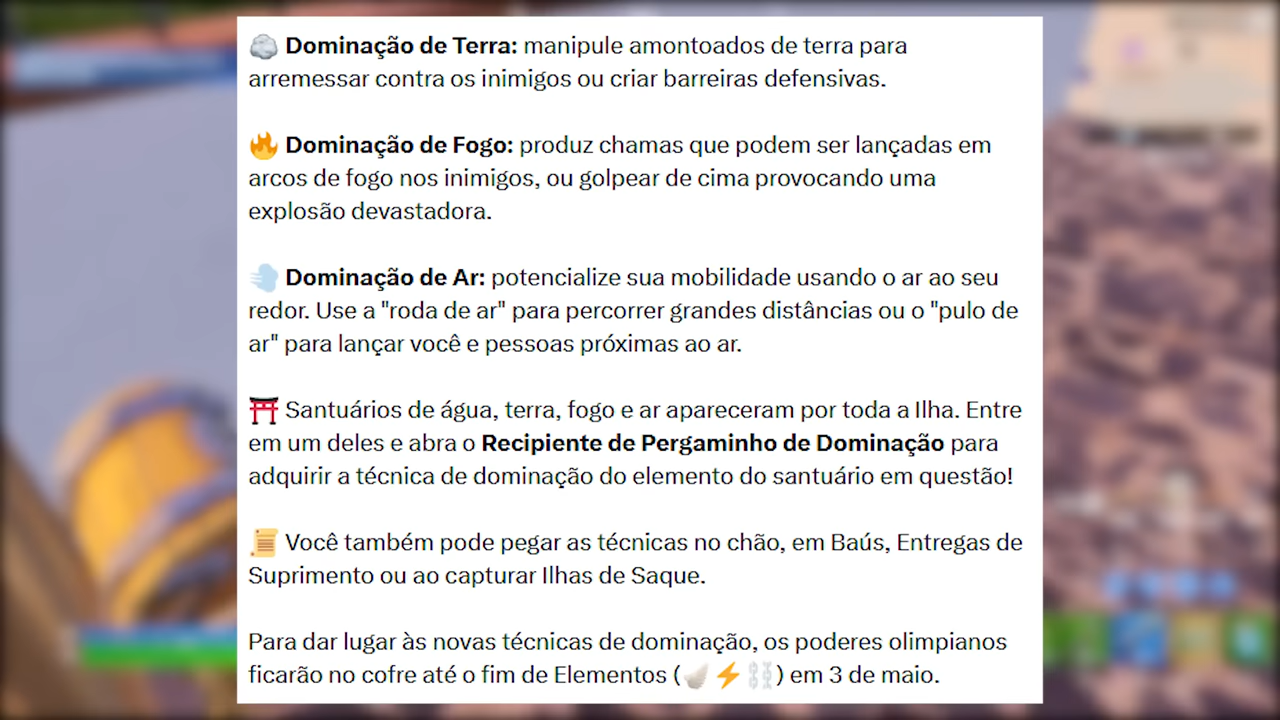 Dominação de Terra: manipule amontoados de terra para
arremessar contra os inimigos ou criar barreiras defensivas.
Dominação de Fogo: produz chamas que podem ser lançadas em
arcos de fogo nos inimigos, ou golpear de cima provocando uma
explosão devastadora.
Dominação de Ar: potencialize sua mobilidade usando o ar ao seu
redor. Use a "roda de ar" para percorrer grandes distâncias ou o "pulo de
ar" para lançar você e pessoas próximas ao ar.
Santuários de água, terra, fogo e ar apareceram por toda a Ilha. Entre
em um deles e abra o Recipiente de Pergaminho de Dominação para
adquirir a técnica de dominação do elemento do santuário em questão!
Você também pode pegar as técnicas no chão, em Baús, Entregas de
Suprimento ou ao capturar Ilhas de Saque.
Para dar lugar às novas técnicas de dominação, os poderes olimpianos
ficarão no cofre até o fim de Elementos (🪽⚡⛓️) em 3 de maio.